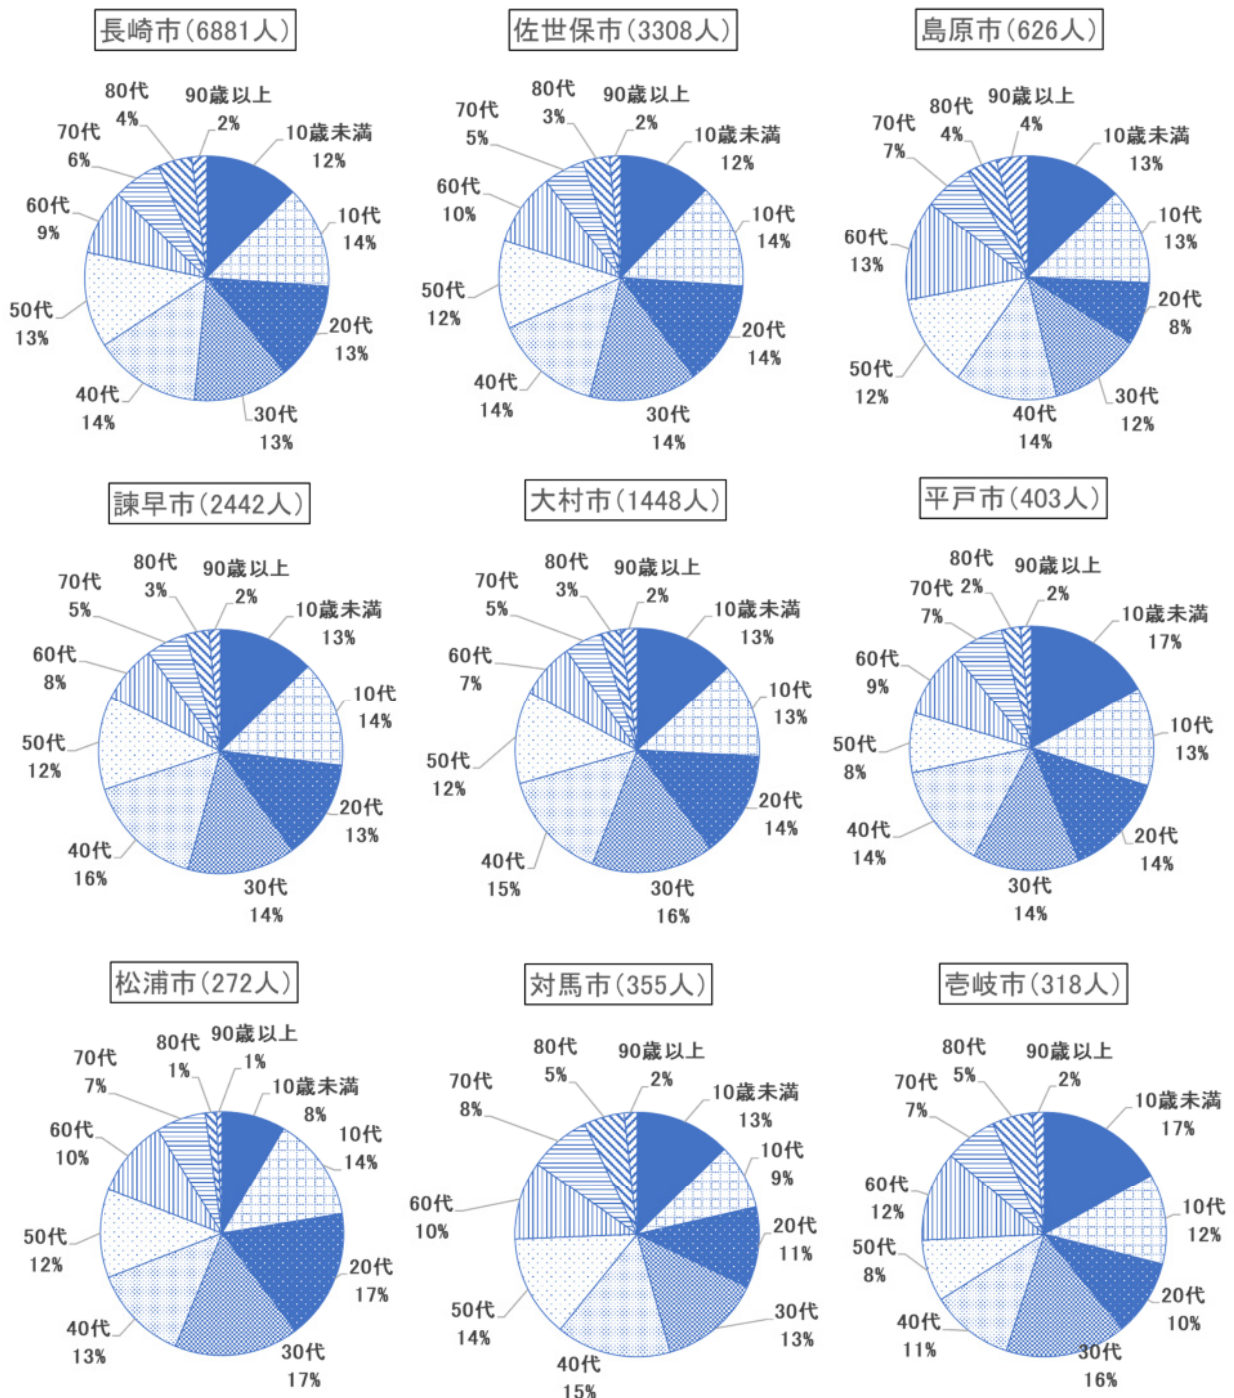 長崎市(6881人)
90歳以上
2%
10歳未満
12%
10代
14%
20代
13%
30代
13%
40代
14%
50代
13%
60代
9%
70代
6%
80代
4%
佐世保市(3308人)
90歳以上
2%
10歳未満
12%
10代
14%
20代
14%
30代
14%
40代
14%
50代
12%
60代
10%
70代
5%
80代
3%
島原市(626人)
90歳以上
4%
10歳未満
13%
10代
13%
20代
8%
30代
12%
40代
14%
50代
12%
60代
13%
70代
7%
80代
4%
諫早市(2442人)
90歳以上
2%
10歳未満
13%
10代
14%
20代
13%
30代
14%
40代
16%
50代
12%
60代
8%
70代
5%
80代
3%
大村市(1448人)
90歳以上
2%
10歳未満
13%
10代
13%
20代
14%
30代
16%
40代
15%
50代
12%
60代
7%
70代
5%
80代
3%
平戸市(403人)
90歳以上
2%
10歳未満
17%
10代
13%
20代
14%
30代
14%
40代
14%
50代
8%
60代
9%
70代
7%
80代
2%
松浦市(272人)
90歳以上
1%
10歳未満
8%
10代
14%
20代
17%
30代
17%
40代
13%
50代
12%
60代
10%
70代
7%
80代
1%
対馬市(355人)
90歳以上
2%
10歳未満
13%
10代
9%
20代
11%
30代
13%
40代
15%
50代
14%
60代
10%
70代
8%
80代
5%
壱岐市(318人)
90歳以上
2%
10歳未満
17%
10代
12%
20代
10%
30代
16%
40代
11%
50代
8%
60代
12%
70代
7%
80代
5%